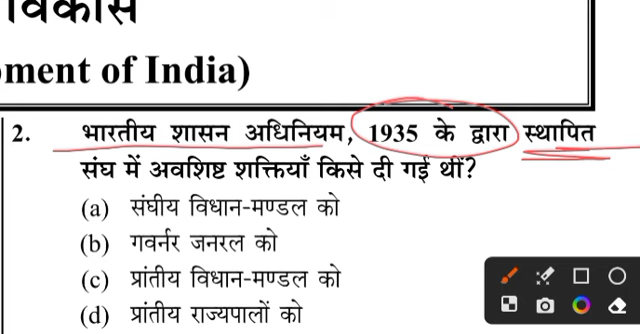 विकास
ment of India)
2. भारतीय शासन अधिनियम, 1935 के द्वारा स्थापित
संघ में अवशिष्ट शक्तियाँ किसे दी गई थीं?
(a) संघीय विधान-मण्डल को
(b) गवर्नर जनरल को
(c) प्रांतीय विधान-मण्डल को
(d) प्रांतीय राज्यपालों को